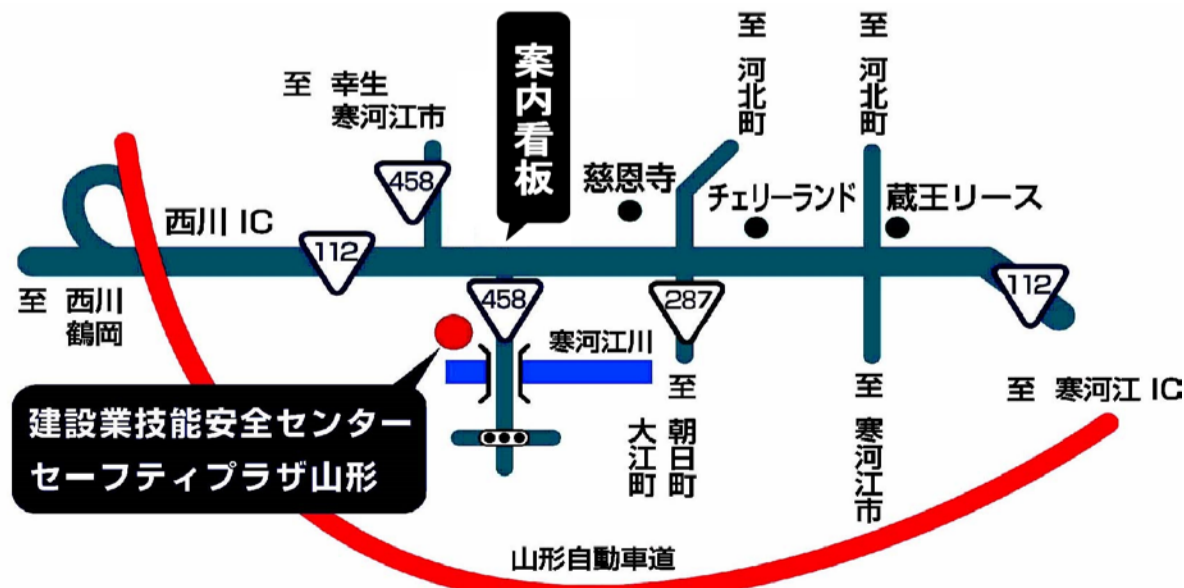 至 幸生
寒河江市
案内看板
至 河北町
至 河北町
458
慈恩寺
チェリーランド
蔵王リース
西川 IC
112
458
287
112
至 西川
鶴岡
寒河江川
建設業技能安全センター
セーフティプラザ山形
至 朝日町
大江町
至 寒河江市
至 寒河江 IC
山形自動車道